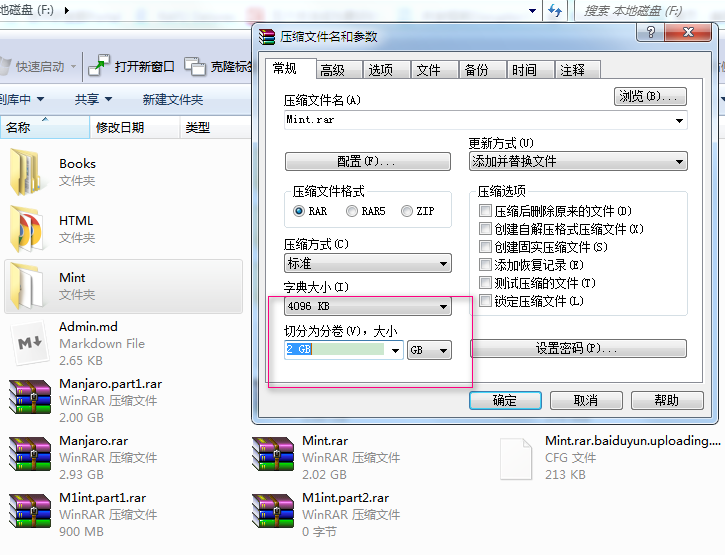 地磁盘 (F:)
搜索 本地磁盘 (F:)
快速启动
打开新窗口
克隆标签
到库中
共享
新建文件夹
名称
修改日期
类型
Books
文件夹
HTML
文件夹
Mint
文件夹
Admin.md
Markdown File
2.65 KB
Manjaro.part1.rar
WinRAR 压缩文件
2.00 GB
Manjaro.rar
WinRAR 压缩文件
2.93 GB
Mint.rar
WinRAR 压缩文件
2.02 GB
Mint.rar.baiduyun.uploading....
CFG 文件
213 KB
M1int.part1.rar
WinRAR 压缩文件
900 MB
M1int.part2.rar
WinRAR 压缩文件
0 字节
压缩文件名和参数
常规 高级 选项 文件 备份 时间 注释
压缩文件名(A)
浏览(B)...
Mint.rar
更新方式(U)
配置(F)...
添加并替换文件
压缩文件格式
RAR RAR5 ZIP
压缩方式(C)
标准
字典大小(I)
4096 KB
切分为分卷(V)，大小
2 GB
GB
压缩选项
压缩后删除原来的文件(D)
创建自解压格式压缩文件(X)
创建固实压缩文件(S)
添加恢复记录(E)
测试压缩的文件(T)
锁定压缩文件(L)
设置密码(P)...
确定 取消 帮助